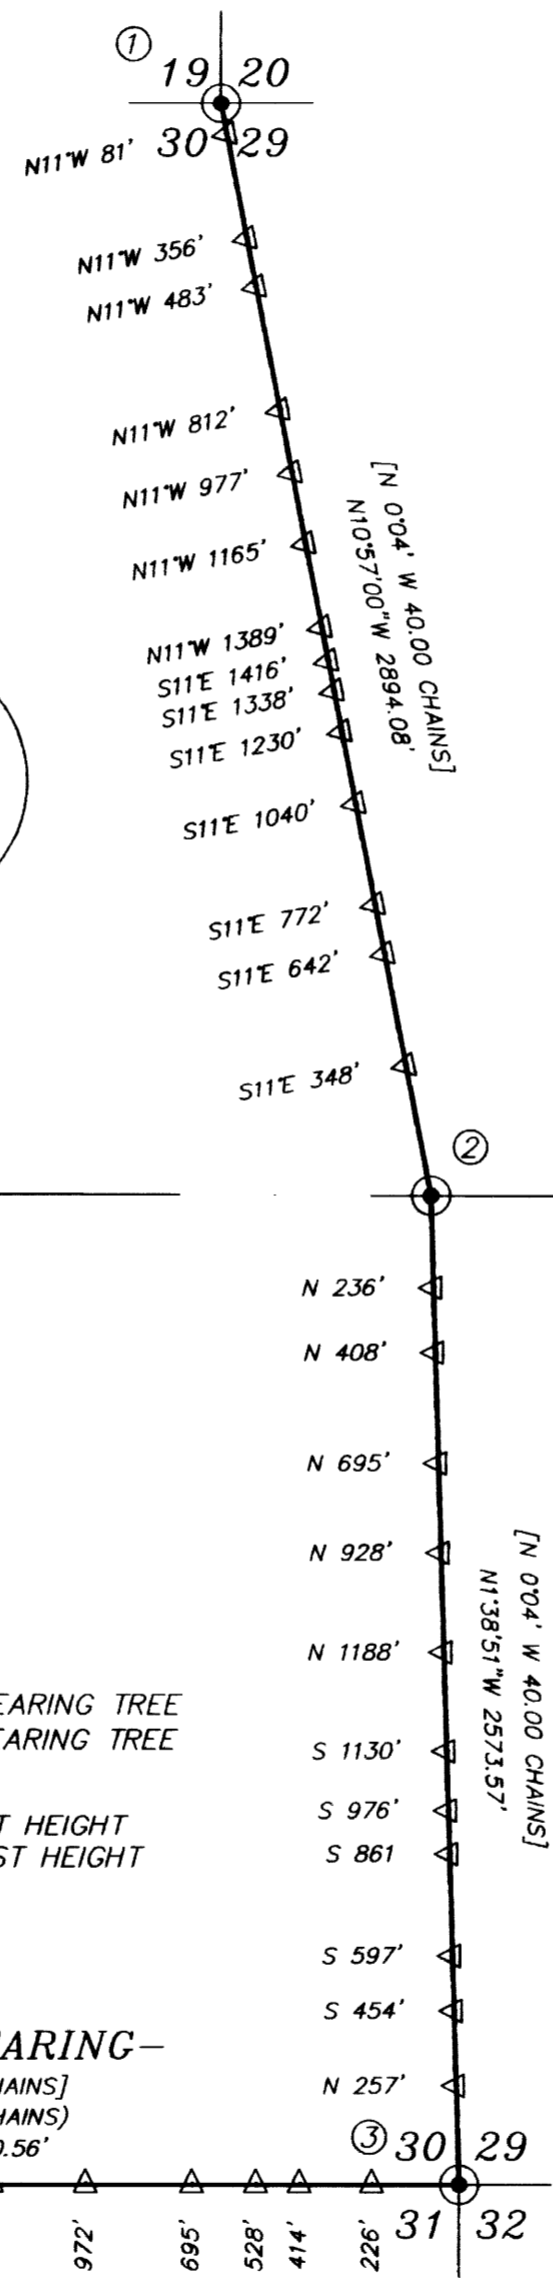 ①
19 20
30 29
N11°W 81'
N11°W 356'
N11°W 483'
N11°W 812'
N11°W 977'
N11°W 1165'
[N 0°04' W 40.00 CHAINS]
N10°57'00"W 2894.08'
N11°W 1389'
S11°E 1416'
S11°E 1338'
S11°E 1230'
S11°E 1040'
S11°E 772'
S11°E 642'
S11°E 348'
②
N 236'
N 408'
N 695'
N 928'
N 1188'
[N 0°04' W 40.00 CHAINS]
N1°38'51"W 2573.57'
EARING TREE
EARING TREE
S 1130'
S 976'
T HEIGHT
ST HEIGHT
S 861
S 597'
S 454'
ARING-
HAINS]
HAINS)
0.56'
N 257'
③ 30 29
31 32
972'
695'
528'
414'
226'